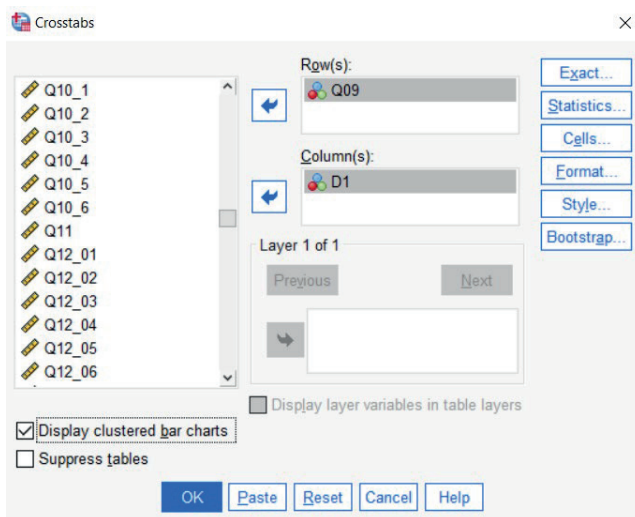 Crosstabs
Q10_1
Q10_2
Q10_3
Q10_4
Q10_5
Q10_6
Q11
Q12_01
Q12_02
Q12_03
Q12_04
Q12_05
Q12_06
Row(s):
Q09
Column(s):
D1
Layer 1 of 1
Previous
Next
Display layer variables in table layers
Exact...
Statistics...
Cells...
Format...
Style...
Bootstrap...
Display clustered bar charts
Suppress tables
OK
Paste
Reset
Cancel
Help